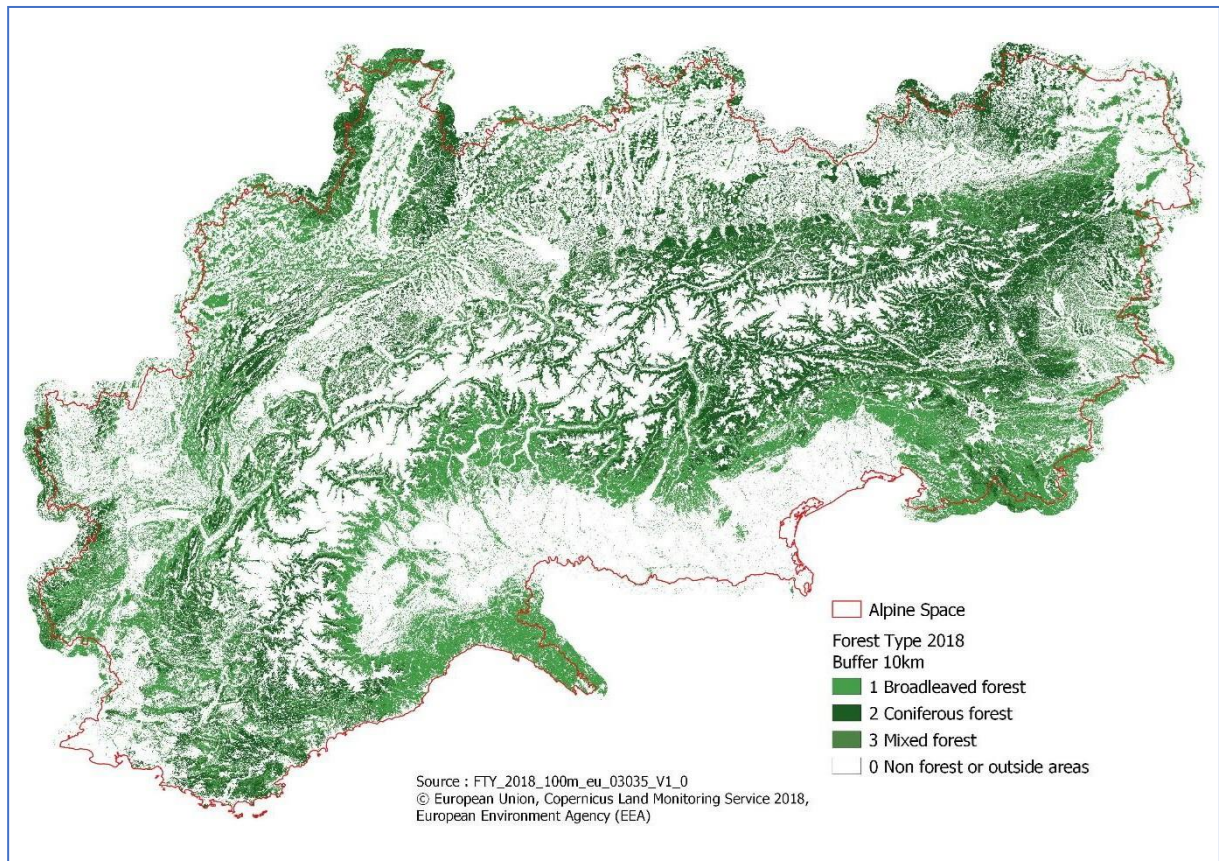 Alpine Space
Forest Type 2018
Buffer 10km
1 Broadleaved forest
2 Coniferous forest
3 Mixed forest
0 Non forest or outside areas
Source : FTY_2018_100m_eu_03035_V1_0
© European Union, Copernicus Land Monitoring Service 2018,
European Environment Agency (EEA)